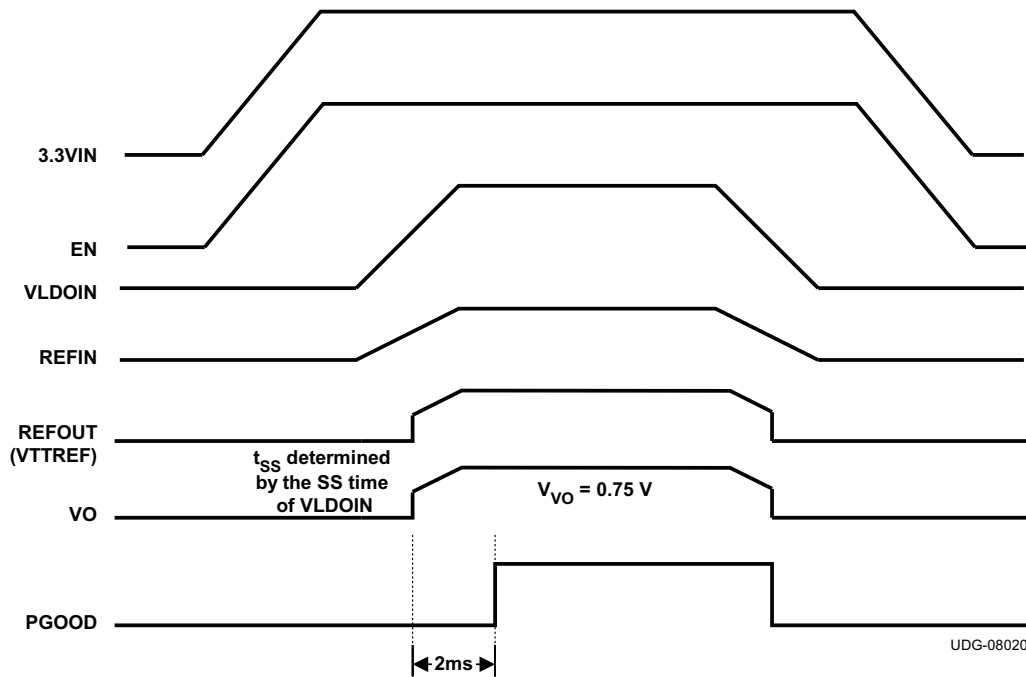 3.3VIN
EN
VLDOIN
REFIN
REFOUT
(VTTREF)
tSS determined
by the SS time
of VLDOIN
VVO = 0.75 V
VO
PGOOD
2ms
UDG-08020